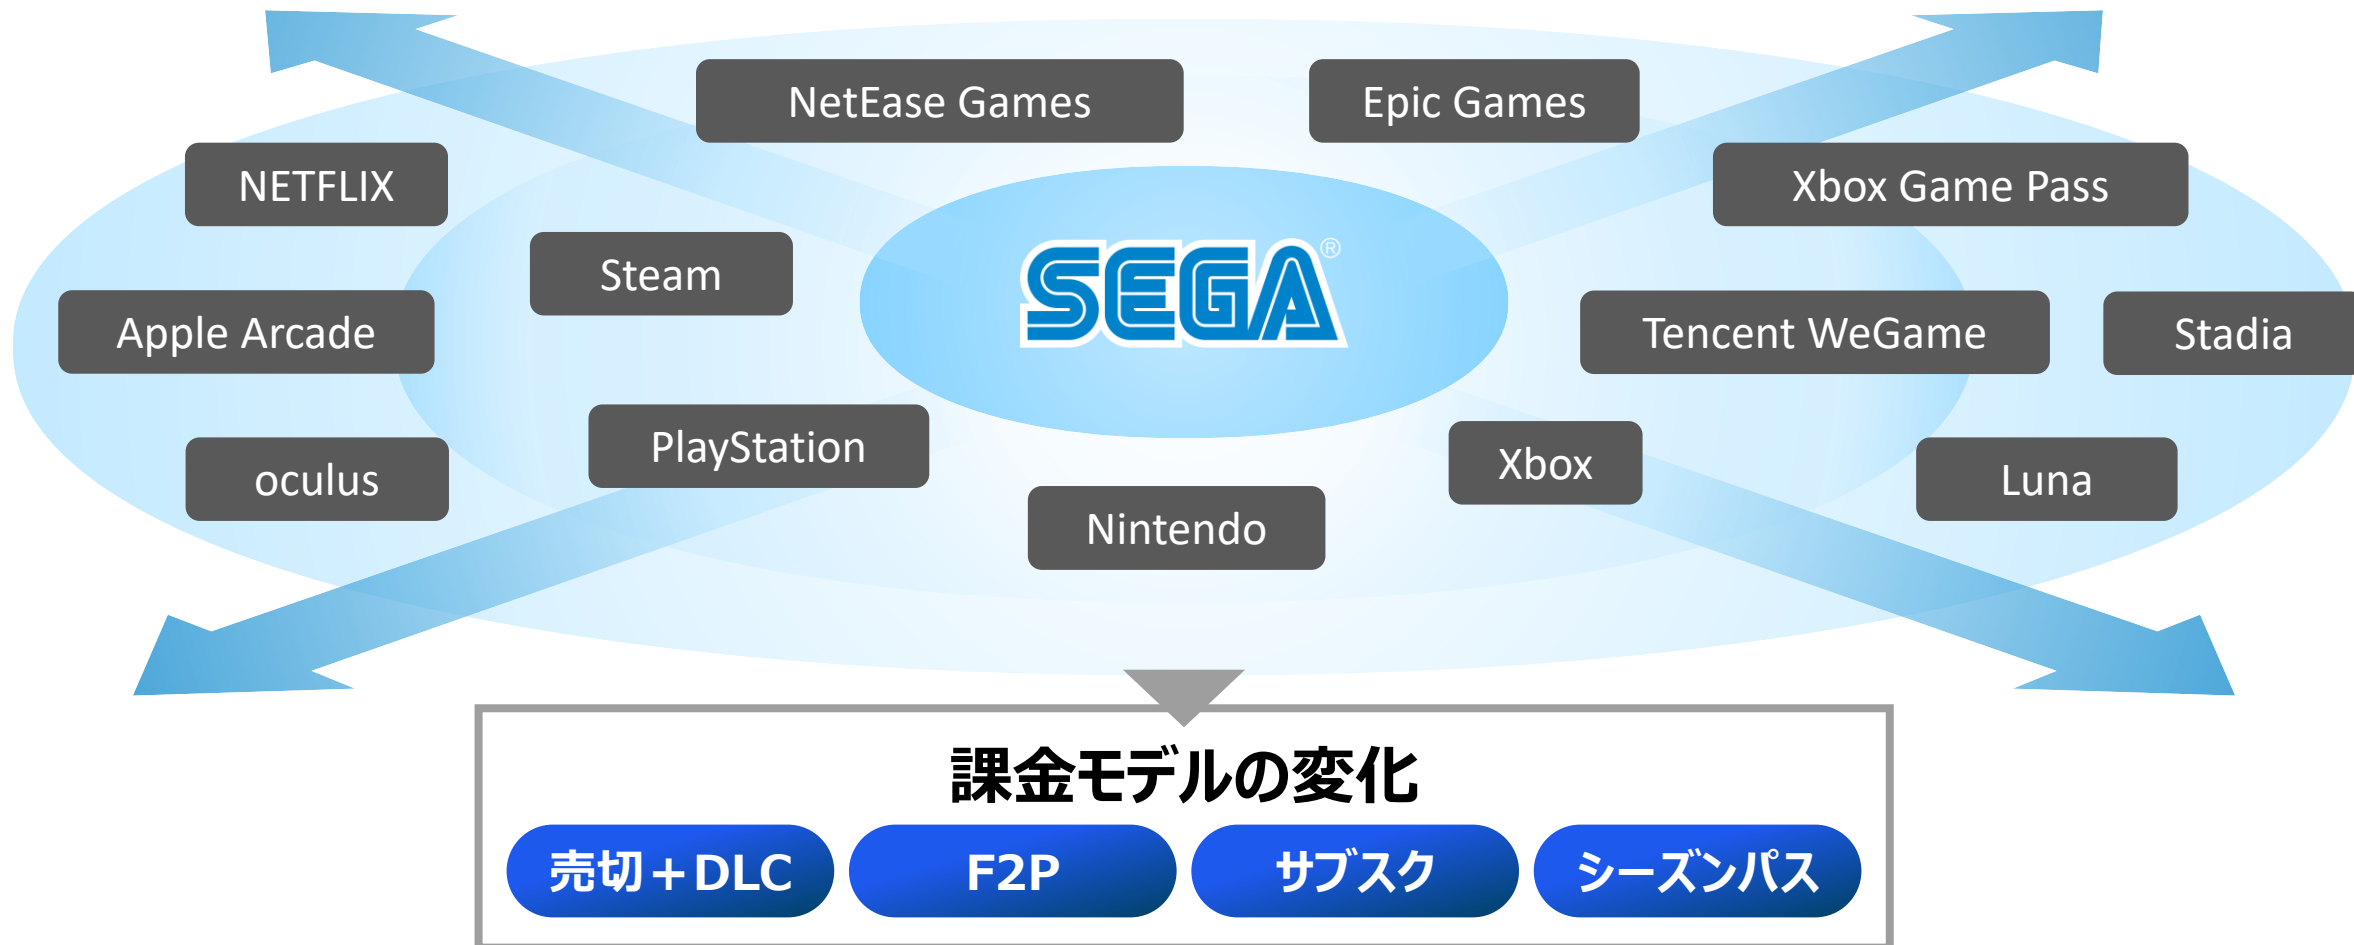 NetEase Games
Epic Games
NETFLIX
Xbox Game Pass
Steam
SEGA®
Apple Arcade
Tencent WeGame
Stadia
PlayStation
Xbox
oculus
Luna
Nintendo
課金モデルの変化
売切+DLC
F2P
サブスク
シーズンパス